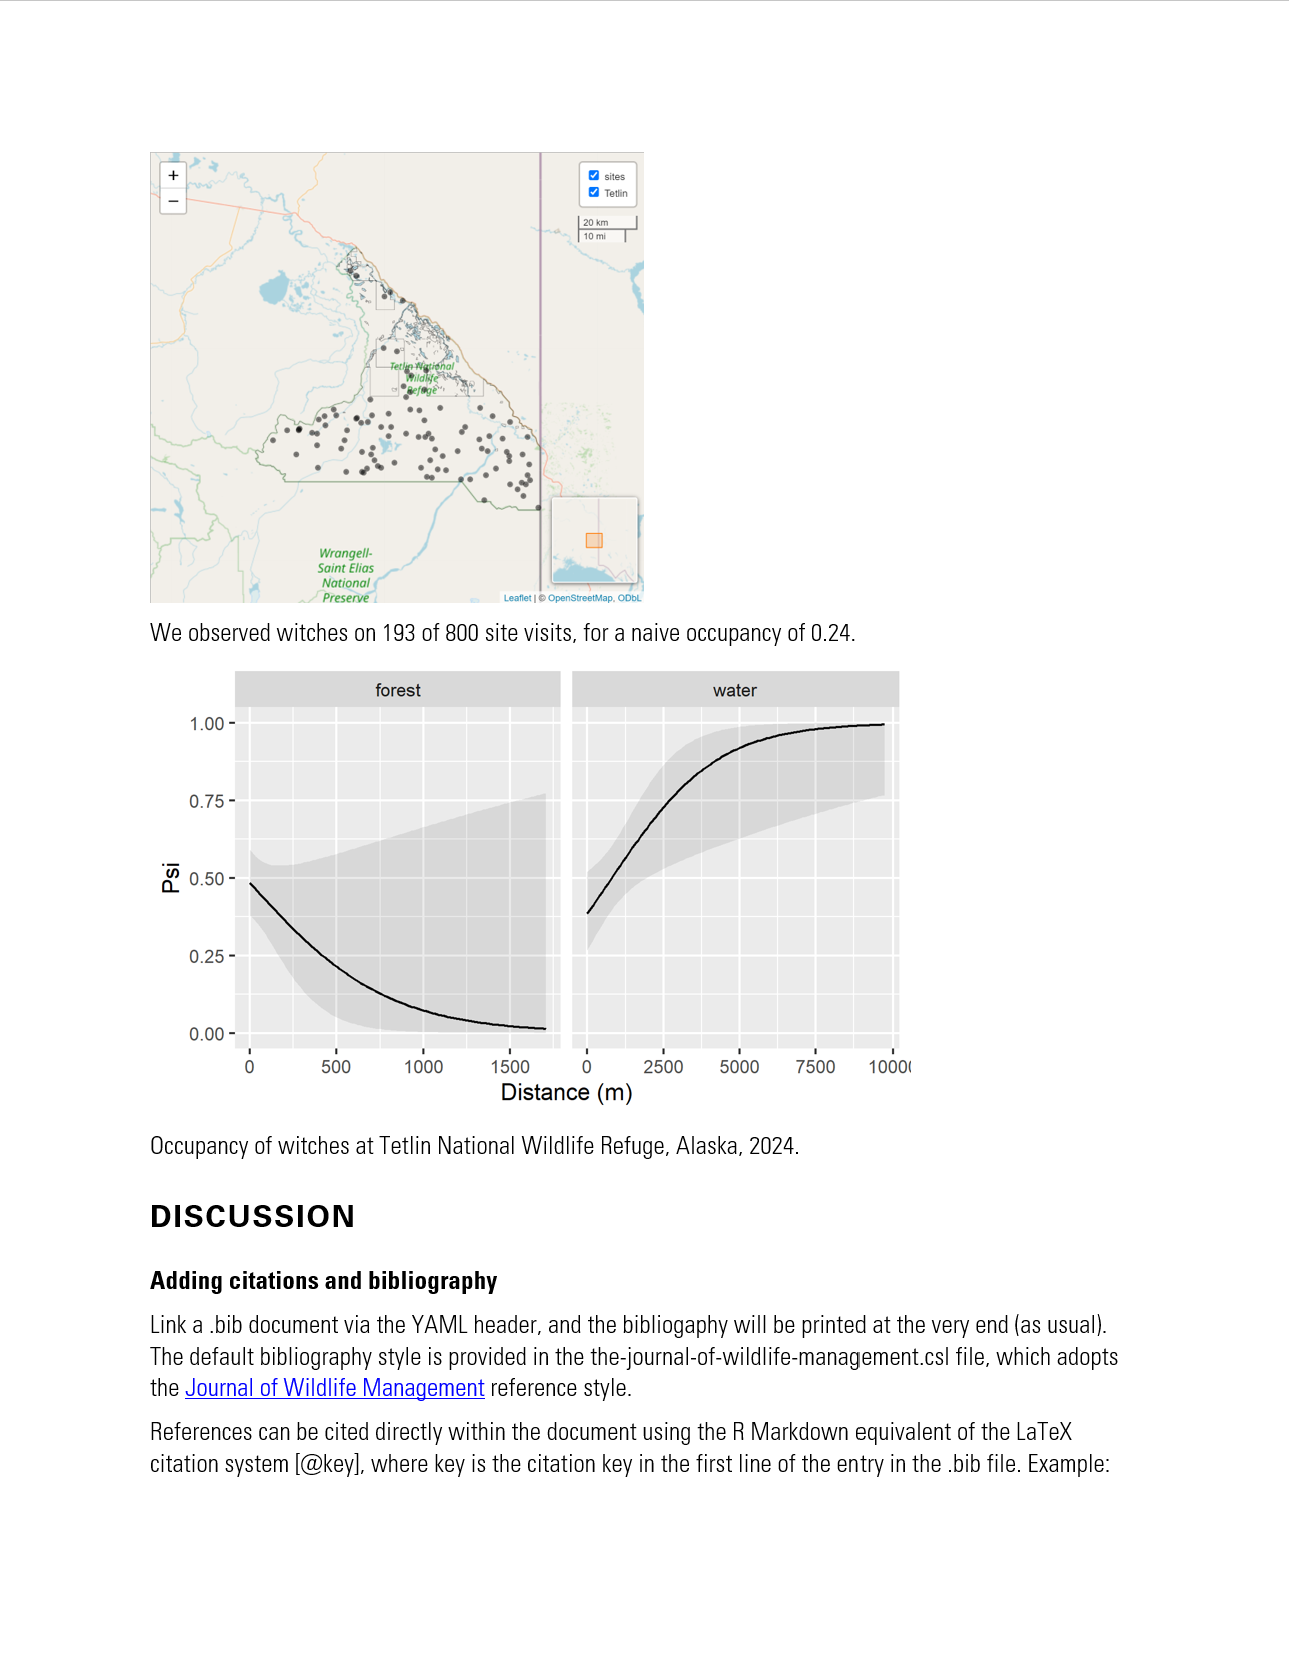 +
−
sites
Tetlin
20 km
10 mi
Tetlin National
Wildlife
Refuge
Wrangell-
Saint Elias
National
Preserve
Leaflet | © OpenStreetMap, ODbL
We observed witches on 193 of 800 site visits, for a naive occupancy of 0.24.
forest
water
1.00
0.75
0.50
0.25
0.00
Psi
0 500 1000 1500
0 2500 5000 7500 10000
Distance (m)
Occupancy of witches at Tetlin National Wildlife Refuge, Alaska, 2024.
DISCUSSION
Adding citations and bibliography
Link a .bib document via the YAML header, and the bibliogaphy will be printed at the very end (as usual).
The default bibliography style is provided in the the-journal-of-wildlife-management.csl file, which adopts
the Journal of Wildlife Management reference style.
References can be cited directly within the document using the R Markdown equivalent of the LaTeX
citation system [@key], where key is the citation key in the first line of the entry in the .bib file. Example: